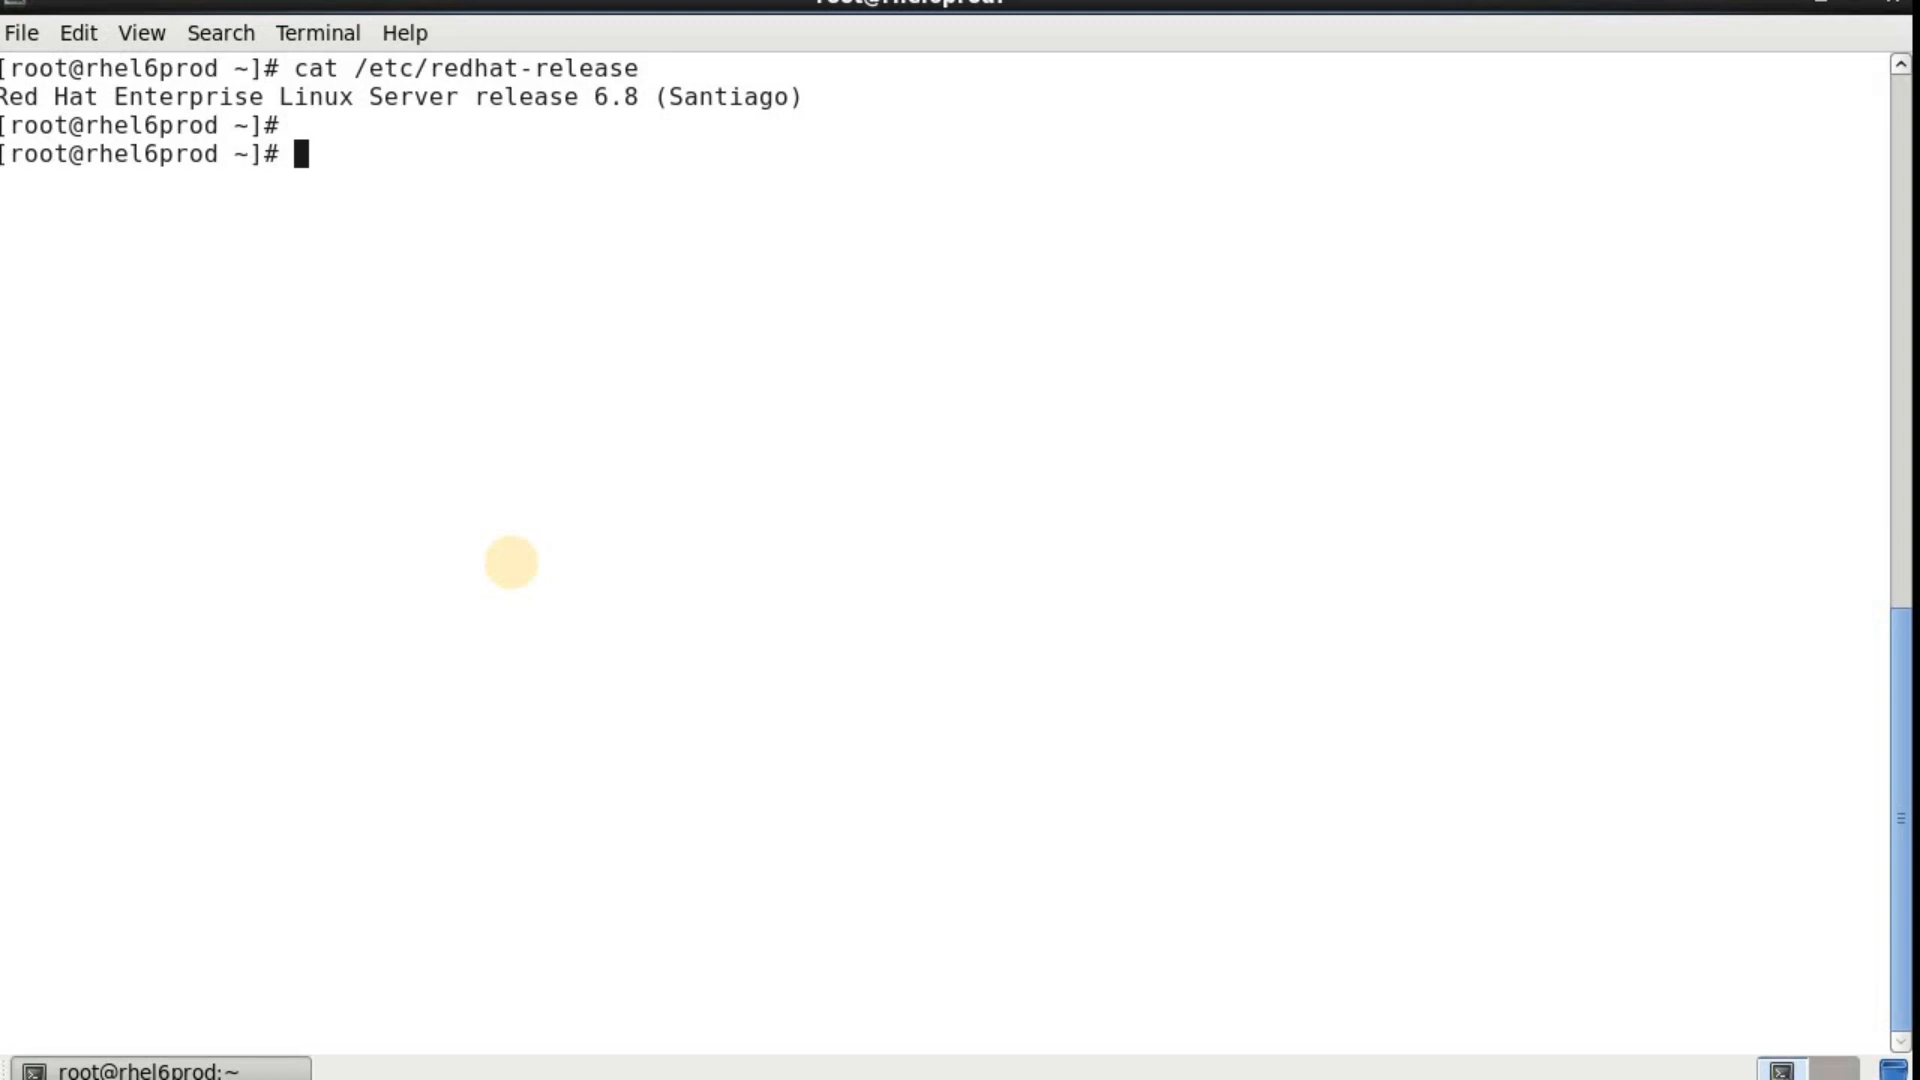 File Edit View Search Terminal Help
[root@rhel6prod ~]# cat /etc/redhat-release
Red Hat Enterprise Linux Server release 6.8 (Santiago)
[root@rhel6prod ~]#
[root@rhel6prod ~]#
root@rhel6prod:~